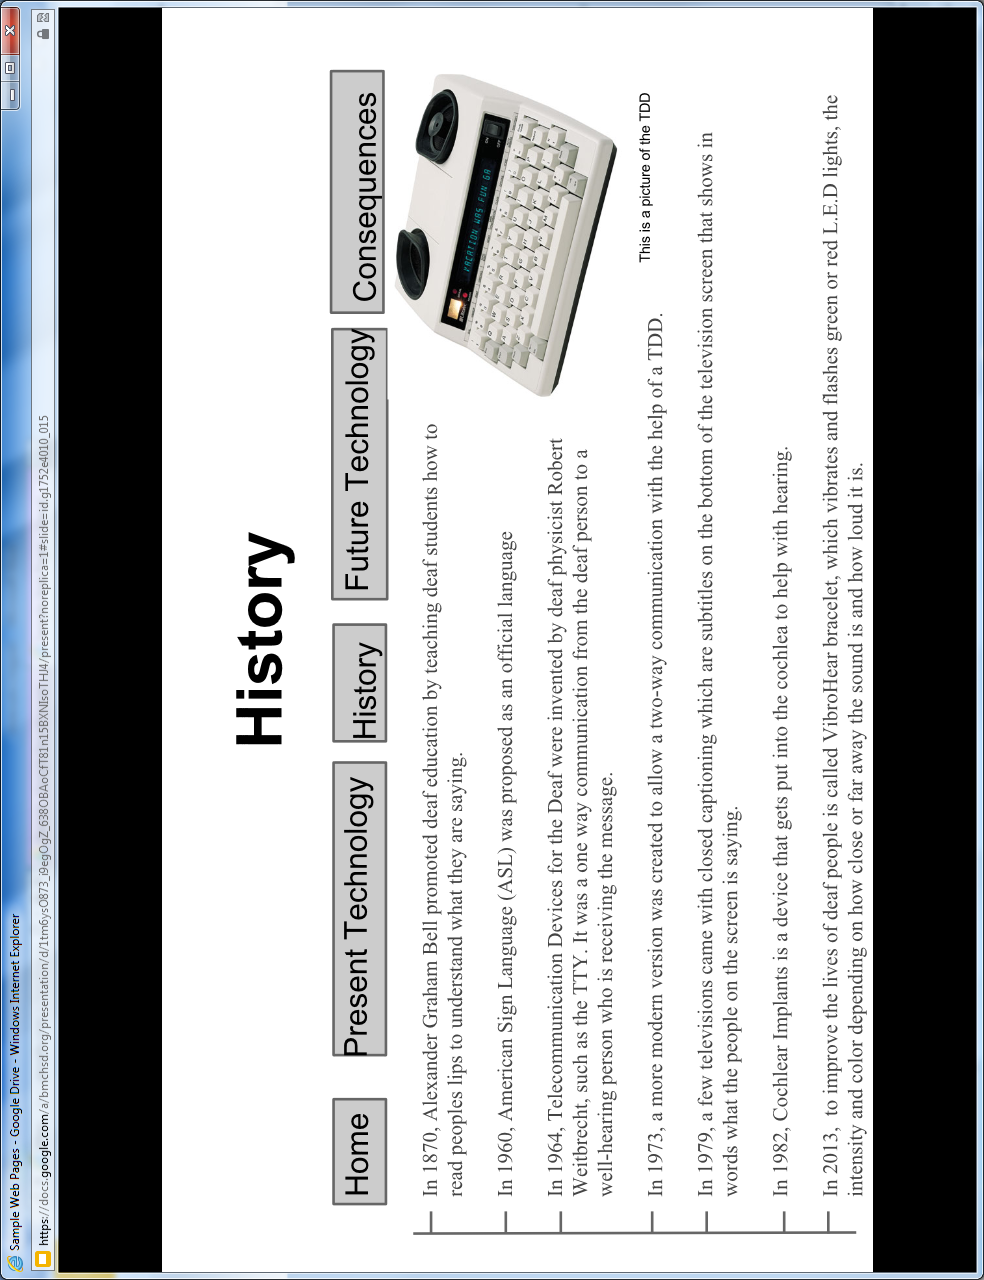 Sample Web Pages - Google Drive - Windows Internet Explorer
https://docs.google.com/a/bmchsd.org/presentation/d/1tm6ysO873_i9egOgZ_638OBAoCfT81n15BXNIsoTHJ4/present?noreplica=1#slide=id.g1752e4010_015
History
Home
Present Technology
History
Future Technology
Consequences
In 1870, Alexander Graham Bell promoted deaf education by teaching deaf students how to
read peoples lips to understand what they are saying.
In 1960, American Sign Language (ASL) was proposed as an official language
In 1964, Telecommunication Devices for the Deaf were invented by deaf physicist Robert
Weitbrecht, such as the TTY. It was a one way communication from the deaf person to a
well-hearing person who is receiving the message.
VACATION WAS FUN GA
This is a picture of the TDD
In 1973, a more modern version was created to allow a two-way communication with the help of a TDD.
In 1979, a few televisions came with closed captioning which are subtitles on the bottom of the television screen that shows in
words what the people on the screen is saying.
In 1982, Cochlear Implants is a device that gets put into the cochlea to help with hearing.
In 2013,  to improve the lives of deaf people is called VibroHear bracelet, which vibrates and flashes green or red L.E.D lights, the
intensity and color depending on how close or far away the sound is and how loud it is.